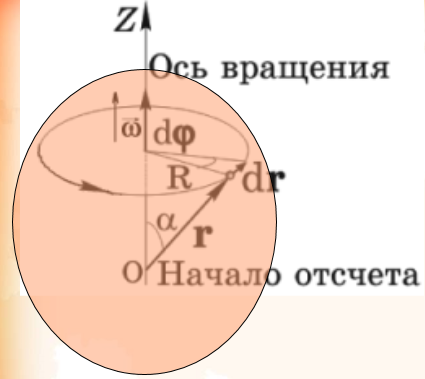 Z
Ось вращения
ω⃗ dφ
R dr
α
r
O Начало отсчета